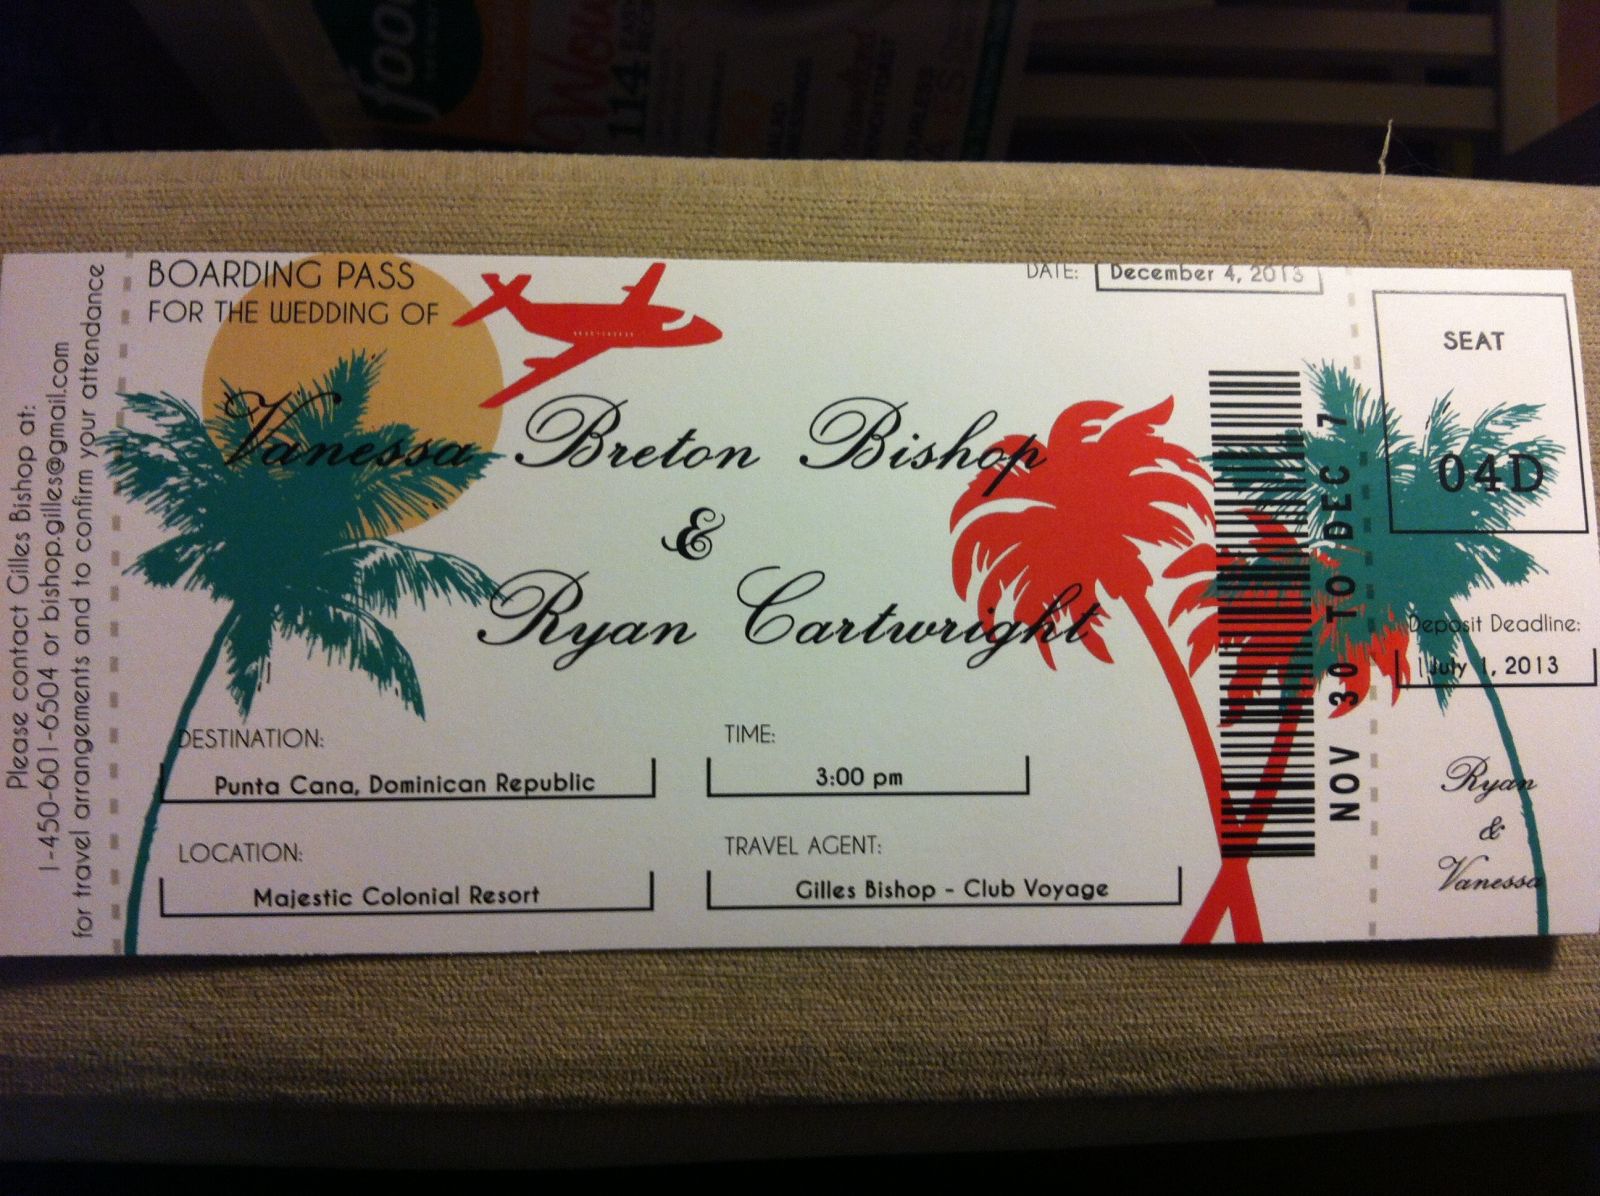 food
114
Please contact Gilles Bishop at:
1-450-601-6504 or bishop.gilles@gmail.com
for travel arrangements and to confirm your attendance
BOARDING PASS
FOR THE WEDDING OF
DATE: December 4, 2013
Vanessa Breton Bishop
&
Ryan Cartwright
DESTINATION:
Punta Cana, Dominican Republic
TIME:
3:00 pm
LOCATION:
Majestic Colonial Resort
TRAVEL AGENT:
Gilles Bishop - Club Voyage
NOV 30 TO DEC 7
SEAT
04D
Deposit Deadline:
July 1, 2013
Ryan
&
Vanessa